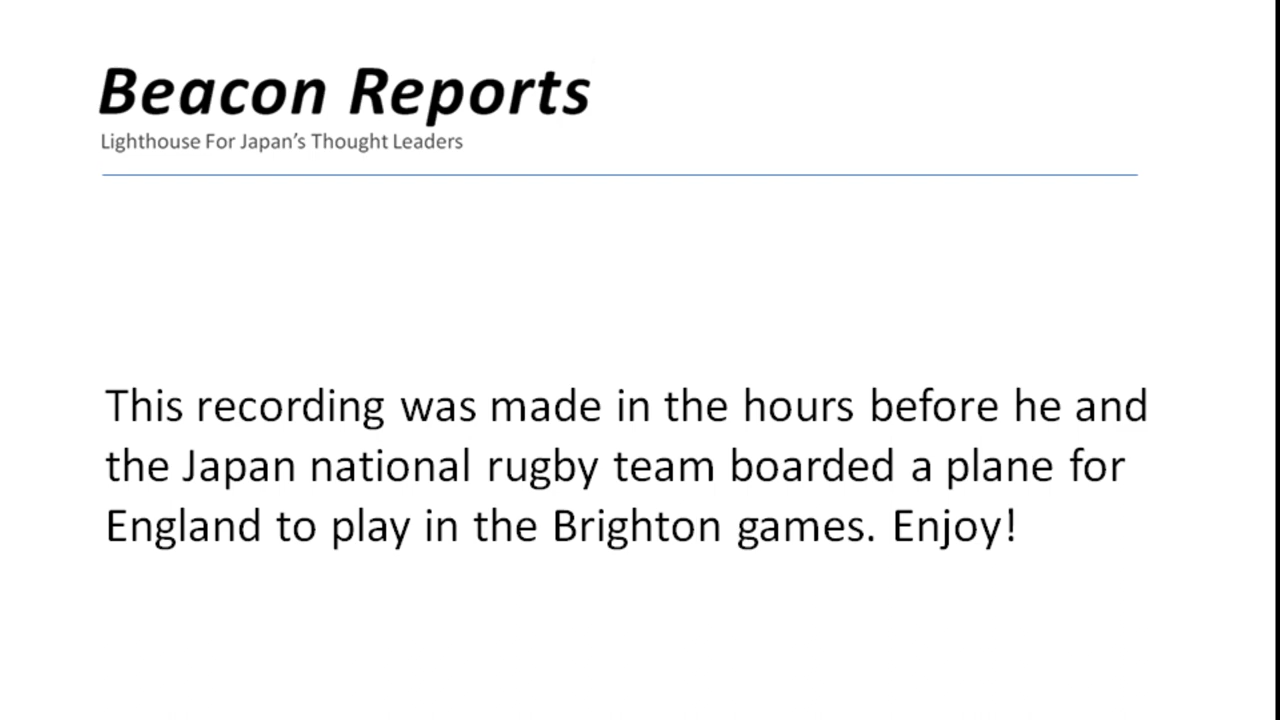 Beacon Reports
Lighthouse For Japan’s Thought Leaders
This recording was made in the hours before he and
the Japan national rugby team boarded a plane for
England to play in the Brighton games. Enjoy!